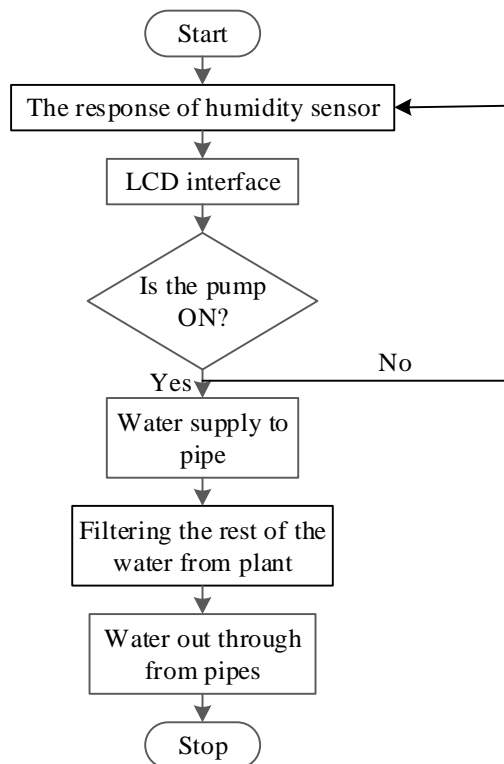 Start
The response of humidity sensor
LCD interface
Is the pump
ON?
No
Yes
Water supply to
pipe
Filtering the rest of the
water from plant
Water out through
from pipes
Stop